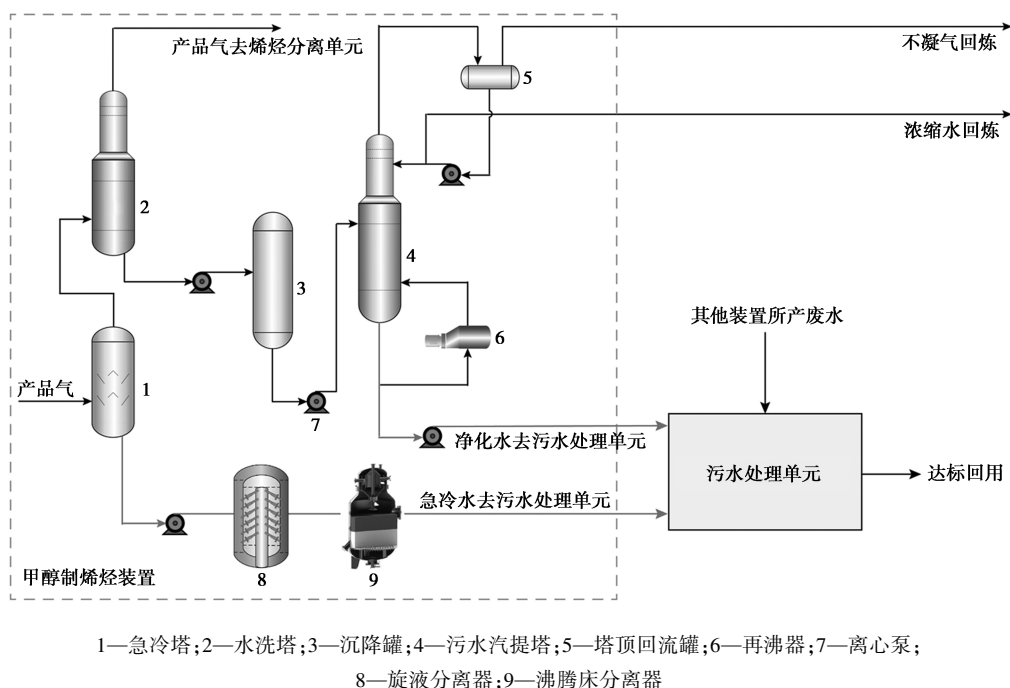 产品气去烯烃分离单元
不凝气回炼
5
浓缩水回炼
2
4
3
其他装置所产废水
6
产品气
1
7
净化水去污水处理单元
污水处理单元
达标回用
急冷水去污水处理单元
甲醇制烯烃装置
8
9
1—急冷塔;2—水洗塔;3—沉降罐;4—污水汽提塔;5—塔顶回流罐;6—再沸器;7—离心泵;
8—旋液分离器;9—沸腾床分离器